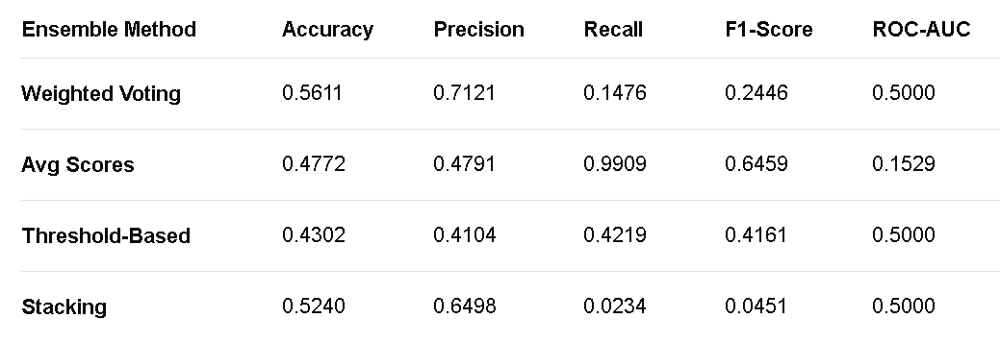 Ensemble Method Accuracy Precision Recall F1-Score ROC-AUC
Weighted Voting 0.5611 0.7121 0.1476 0.2446 0.5000
Avg Scores 0.4772 0.4791 0.9909 0.6459 0.1529
Threshold-Based 0.4302 0.4104 0.4219 0.4161 0.5000
Stacking 0.5240 0.6498 0.0234 0.0451 0.5000